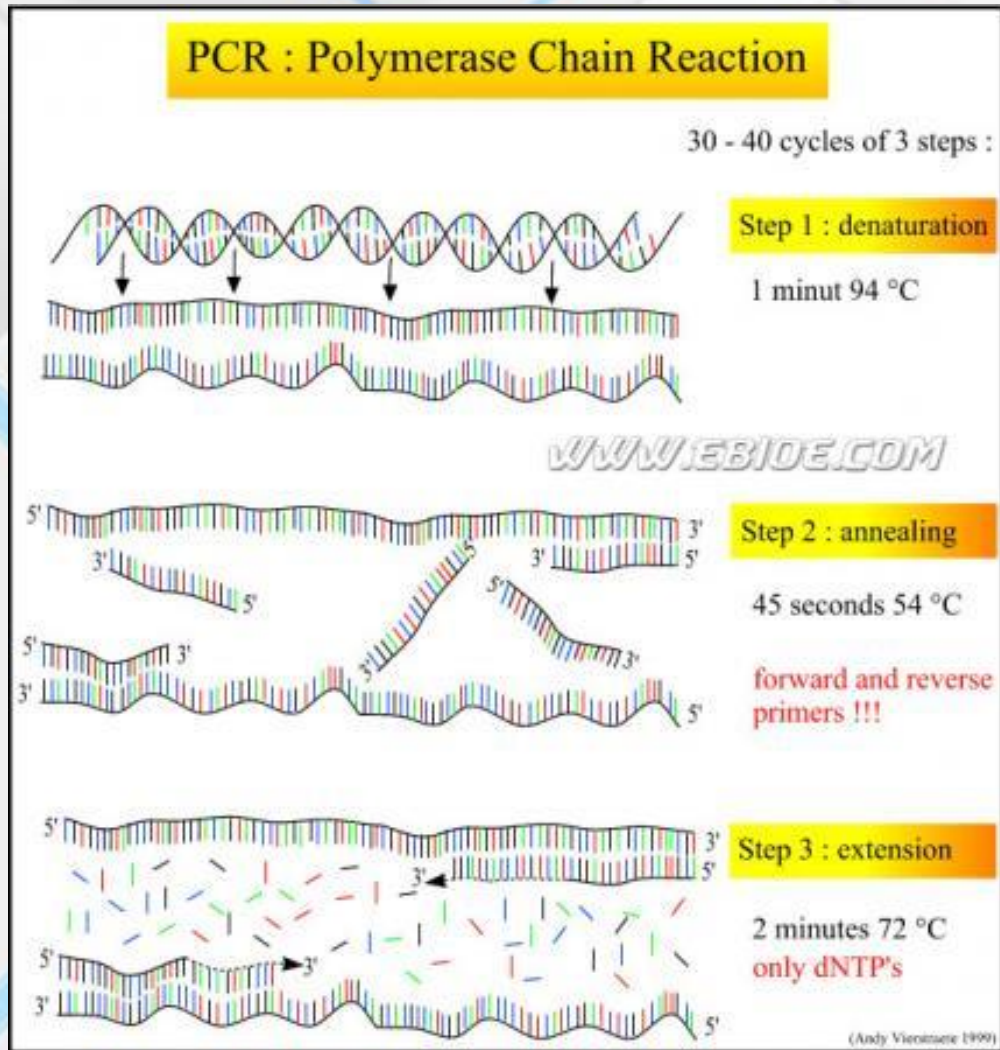 PCR : Polymerase Chain Reaction
30 - 40 cycles of 3 steps :
Step 1 : denaturation
1 minut 94 °C
WWW.EBIOE.COM
5'
3'
Step 2 : annealing
3'
5'
3'
5'
5
5'
45 seconds 54 °C
5'
3'
3'
3'
3'
5'
forward and reverse
primers !!!
5'
3'
Step 3 : extension
3'
5'
2 minutes 72 °C
5'
3'
only dNTP's
3'
5'
(Andy Vierstraete 1999)